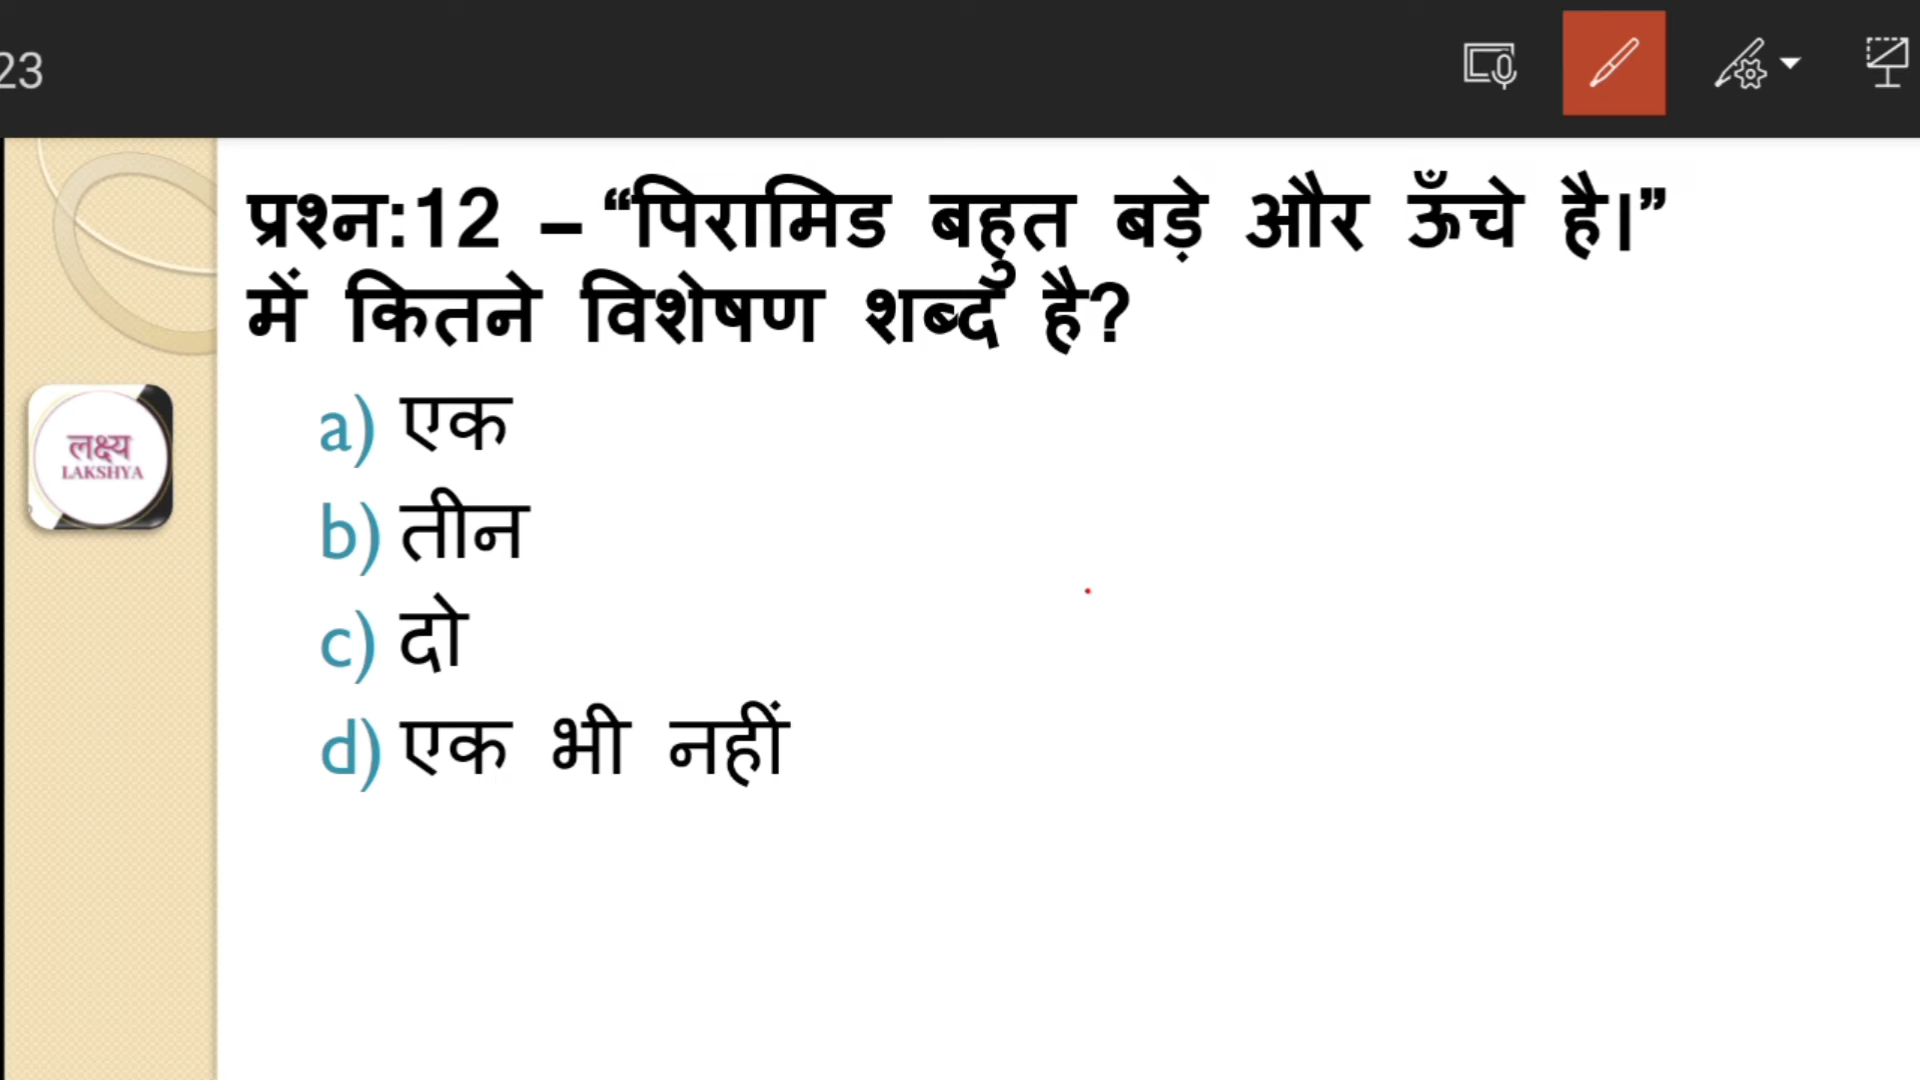 23
प्रश्न:12 – “पिरामिड बहुत बड़े और ऊँचे है।”
में कितने विशेषण शब्द है?
लक्ष्य
LAKSHYA
a) एक
b) तीन
c) दो
d) एक भी नहीं